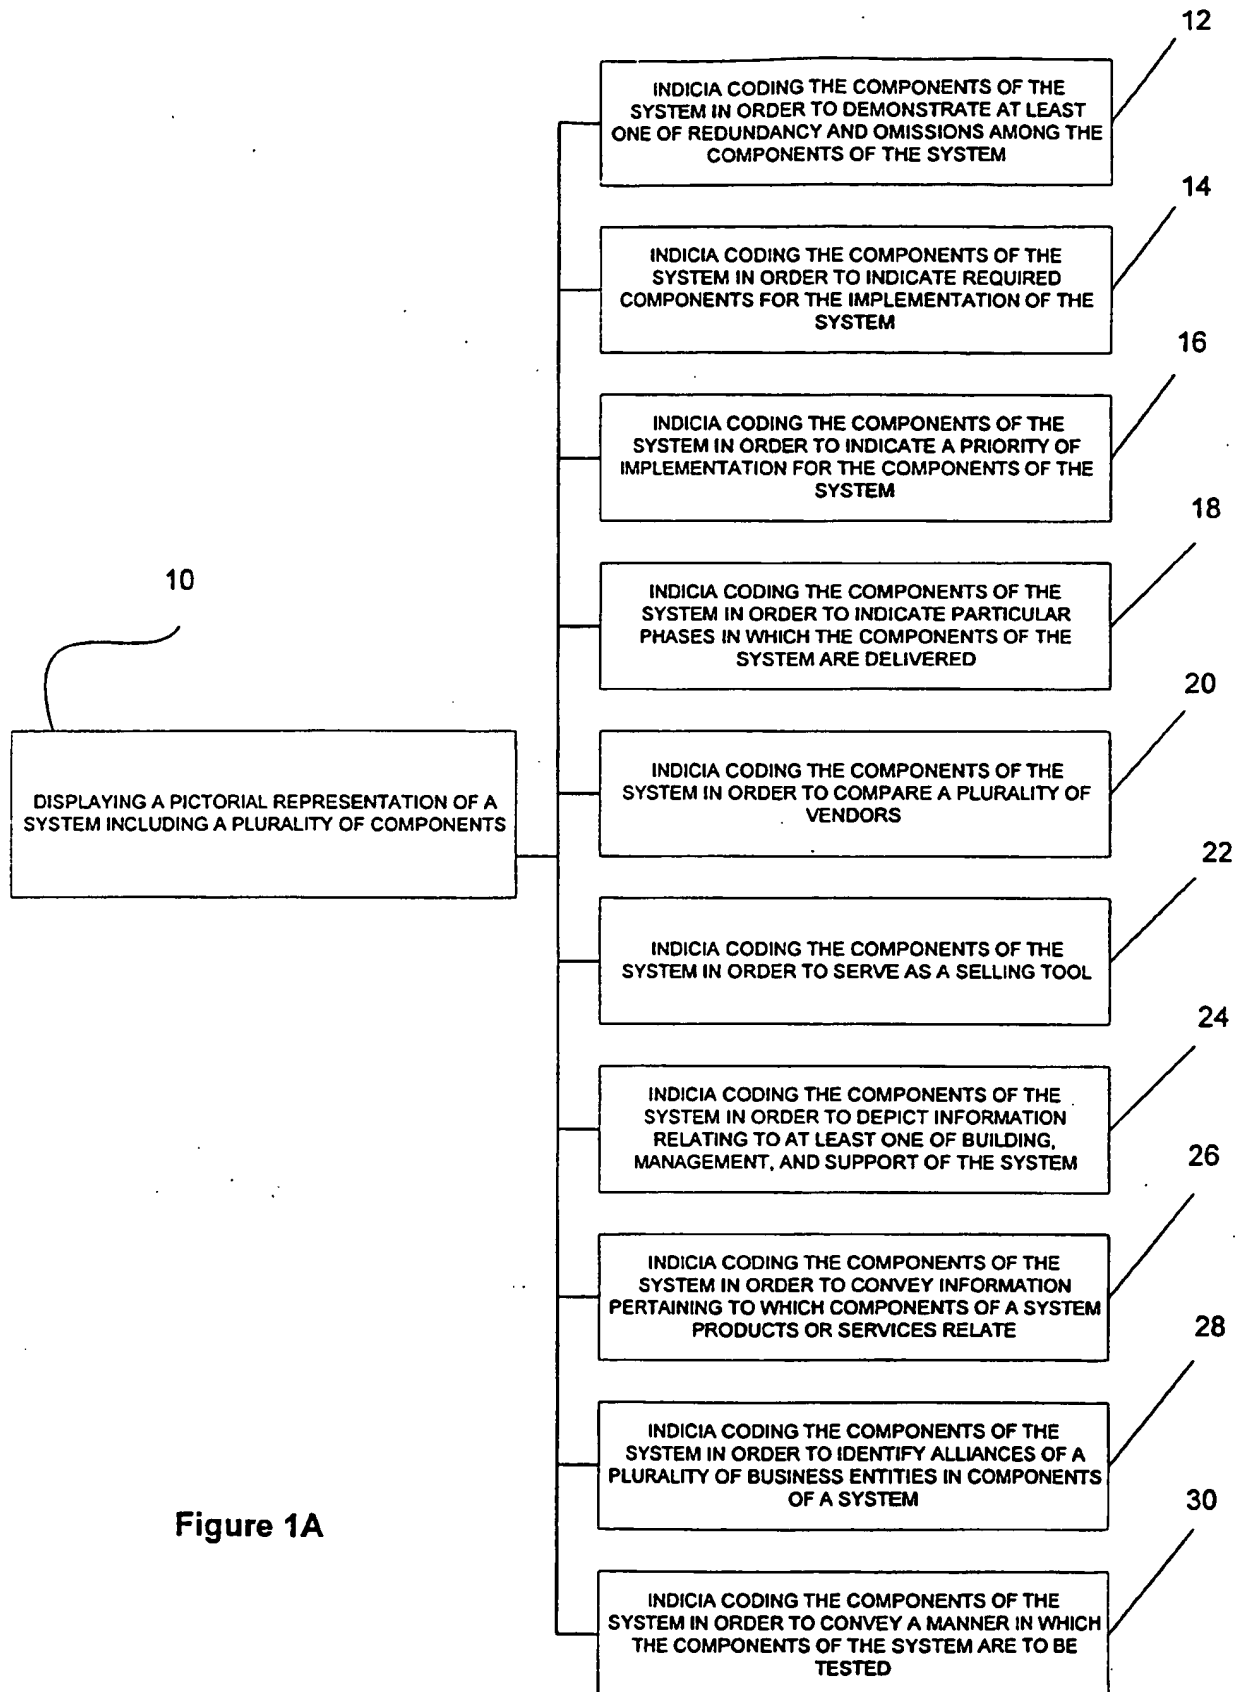 12
INDICIA CODING THE COMPONENTS OF THE
SYSTEM IN ORDER TO DEMONSTRATE AT LEAST
ONE OF REDUNDANCY AND OMISSIONS AMONG THE
COMPONENTS OF THE SYSTEM
14
INDICIA CODING THE COMPONENTS OF THE
SYSTEM IN ORDER TO INDICATE REQUIRED
COMPONENTS FOR THE IMPLEMENTATION OF THE
SYSTEM
16
INDICIA CODING THE COMPONENTS OF THE
SYSTEM IN ORDER TO INDICATE A PRIORITY OF
IMPLEMENTATION FOR THE COMPONENTS OF THE
SYSTEM
18
INDICIA CODING THE COMPONENTS OF THE
SYSTEM IN ORDER TO INDICATE PARTICULAR
PHASES IN WHICH THE COMPONENTS OF THE
SYSTEM ARE DELIVERED
10
DISPLAYING A PICTORIAL REPRESENTATION OF A
SYSTEM INCLUDING A PLURALITY OF COMPONENTS
20
INDICIA CODING THE COMPONENTS OF THE
SYSTEM IN ORDER TO COMPARE A PLURALITY OF
VENDORS
22
INDICIA CODING THE COMPONENTS OF THE
SYSTEM IN ORDER TO SERVE AS A SELLING TOOL
24
INDICIA CODING THE COMPONENTS OF THE
SYSTEM IN ORDER TO DEPICT INFORMATION
RELATING TO AT LEAST ONE OF BUILDING,
MANAGEMENT, AND SUPPORT OF THE SYSTEM
26
INDICIA CODING THE COMPONENTS OF THE
SYSTEM IN ORDER TO CONVEY INFORMATION
PERTAINING TO WHICH COMPONENTS OF A SYSTEM
PRODUCTS OR SERVICES RELATE
28
INDICIA CODING THE COMPONENTS OF THE
SYSTEM IN ORDER TO IDENTIFY ALLIANCES OF A
PLURALITY OF BUSINESS ENTITIES IN COMPONENTS
OF A SYSTEM
30
INDICIA CODING THE COMPONENTS OF THE
SYSTEM IN ORDER TO CONVEY A MANNER IN WHICH
THE COMPONENTS OF THE SYSTEM ARE TO BE
TESTED
Figure 1A